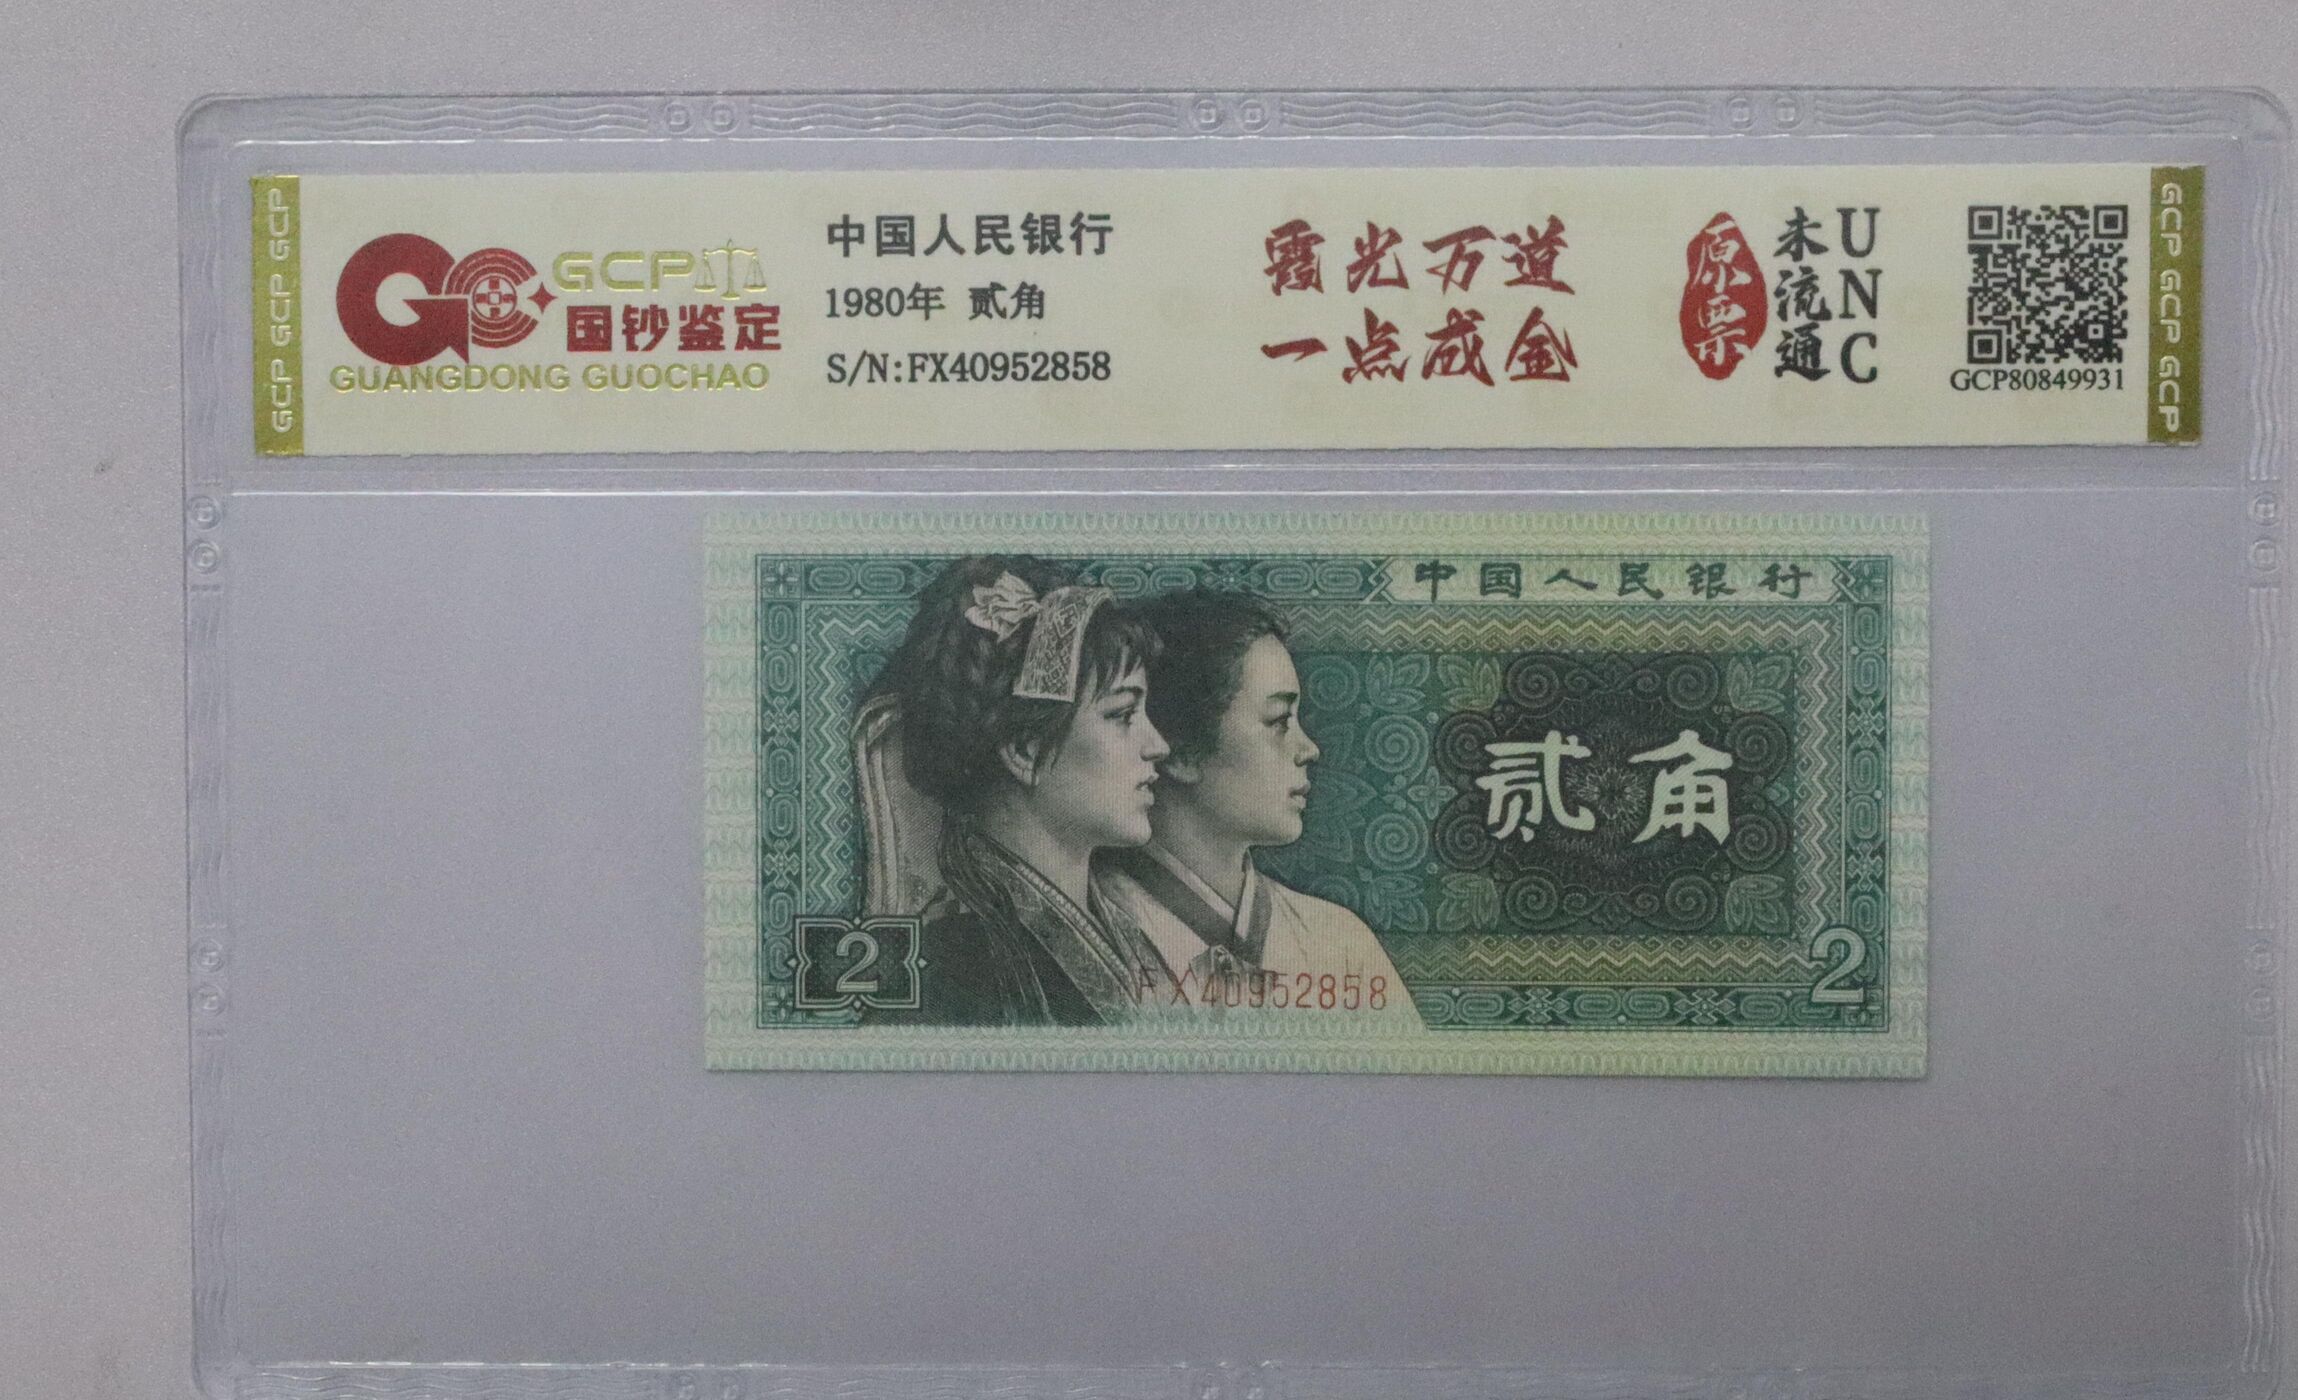 GCP GCP GCP
GCP
国钞鉴定
GUANGDONG GUOCHAO
中国人民银行
1980年 贰角
S/N:FX40952858
霞光万道
一点成金
原票
未流通
UNC
GCP80849931
GCP GCP GCP
中国人民银行
贰角
2
FX40952858
2